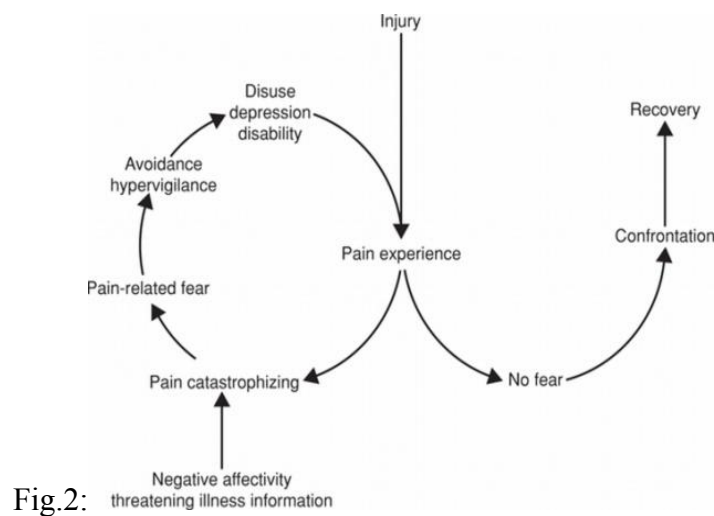 Injury
Disuse
depression
disability
Recovery
Avoidance
hypervigilance
Confrontation
Pain experience
Pain-related fear
Pain catastrophizing
No fear
Negative affectivity
threatening illness information
Fig.2: